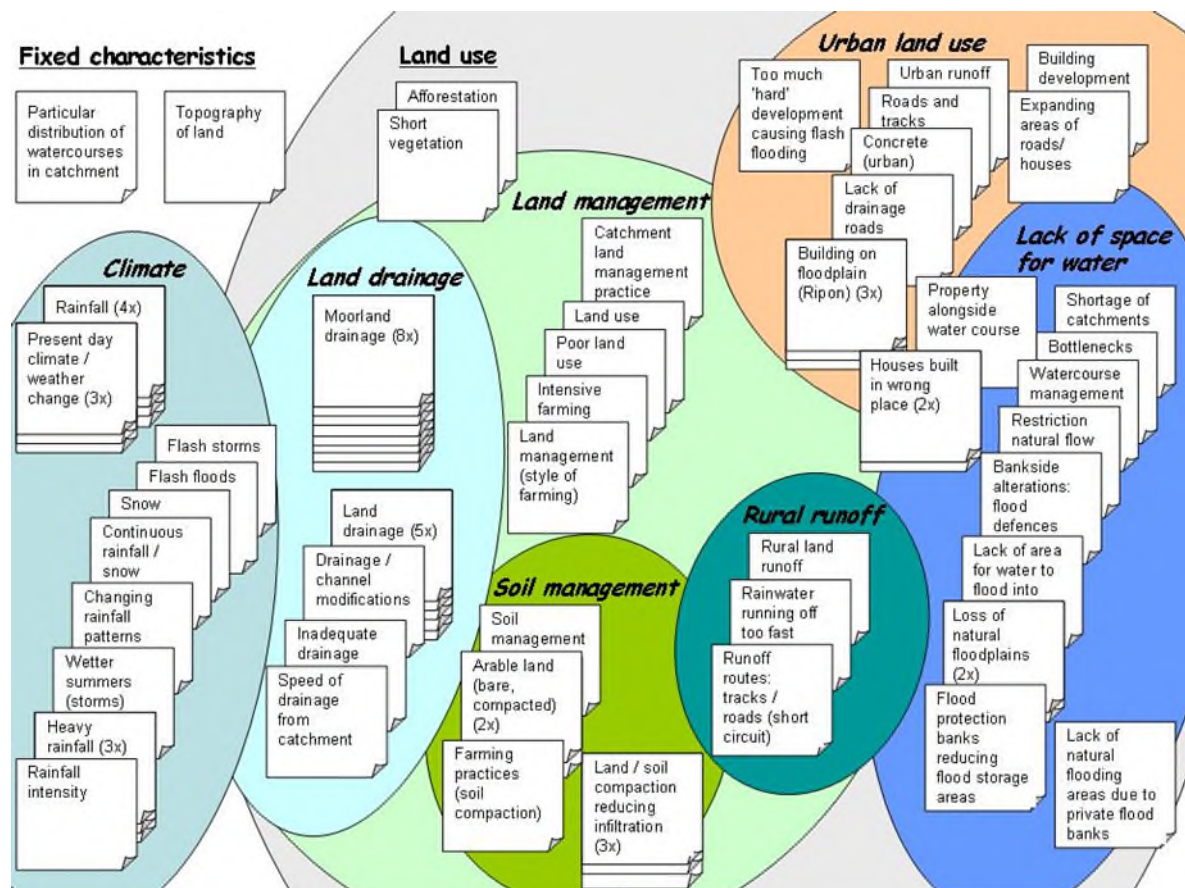 Fixed characteristics
Particular
distribution of
watercourses
in catchment
Topography
of land
Land use
Afforestation
Short
vegetation
Urban land use
Too much
'hard'
development
causing flash
flooding
Urban runoff
Roads and
tracks
Concrete
(urban)
Lack of
drainage
roads
Building on
floodplain
(Ripon) (3x)
Building
development
Expanding
areas of
roads/
houses
Property
alongside
water course
Houses built
in wrong
place (2x)
Climate
Rainfall (4x)
Present day
climate /
weather
change (3x)
Flash storms
Flash floods
Snow
Continuous
rainfall /
snow
Changing
rainfall
patterns
Wetter
summers
(storms)
Heavy
rainfall (3x)
Rainfall
intensity
Land drainage
Moorland
drainage (8x)
Land
drainage (5x)
Drainage /
channel
modifications
Inadequate
drainage
Speed of
drainage
from
catchment
Land management
Catchment
land
management
practice
Land use
Poor land
use
Intensive
farming
Land
management
(style of
farming)
Soil management
Soil
management
Arable land
(bare,
compacted)
(2x)
Farming
practices
(soil
compaction)
Land / soil
compaction
reducing
infiltration
(3x)
Rural runoff
Rural land
runoff
Rainwater
running off
too fast
Runoff
routes:
tracks /
roads (short
circuit)
Lack of space
for water
Shortage of
catchments
Bottlenecks
Watercourse
management
Restriction
natural flow
Bankside
alterations:
flood
defences
Lack of area
for water to
flood into
Loss of
natural
floodplains
(2x)
Flood
protection
banks
reducing
flood storage
areas
Lack of
natural
flooding
areas due to
private flood
banks